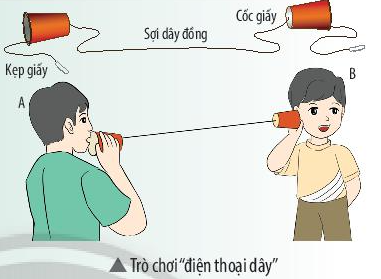 Cốc giấy
Sợi dây đồng
Kẹp giấy
A
B
▲ Trò chơi “điện thoại dây”